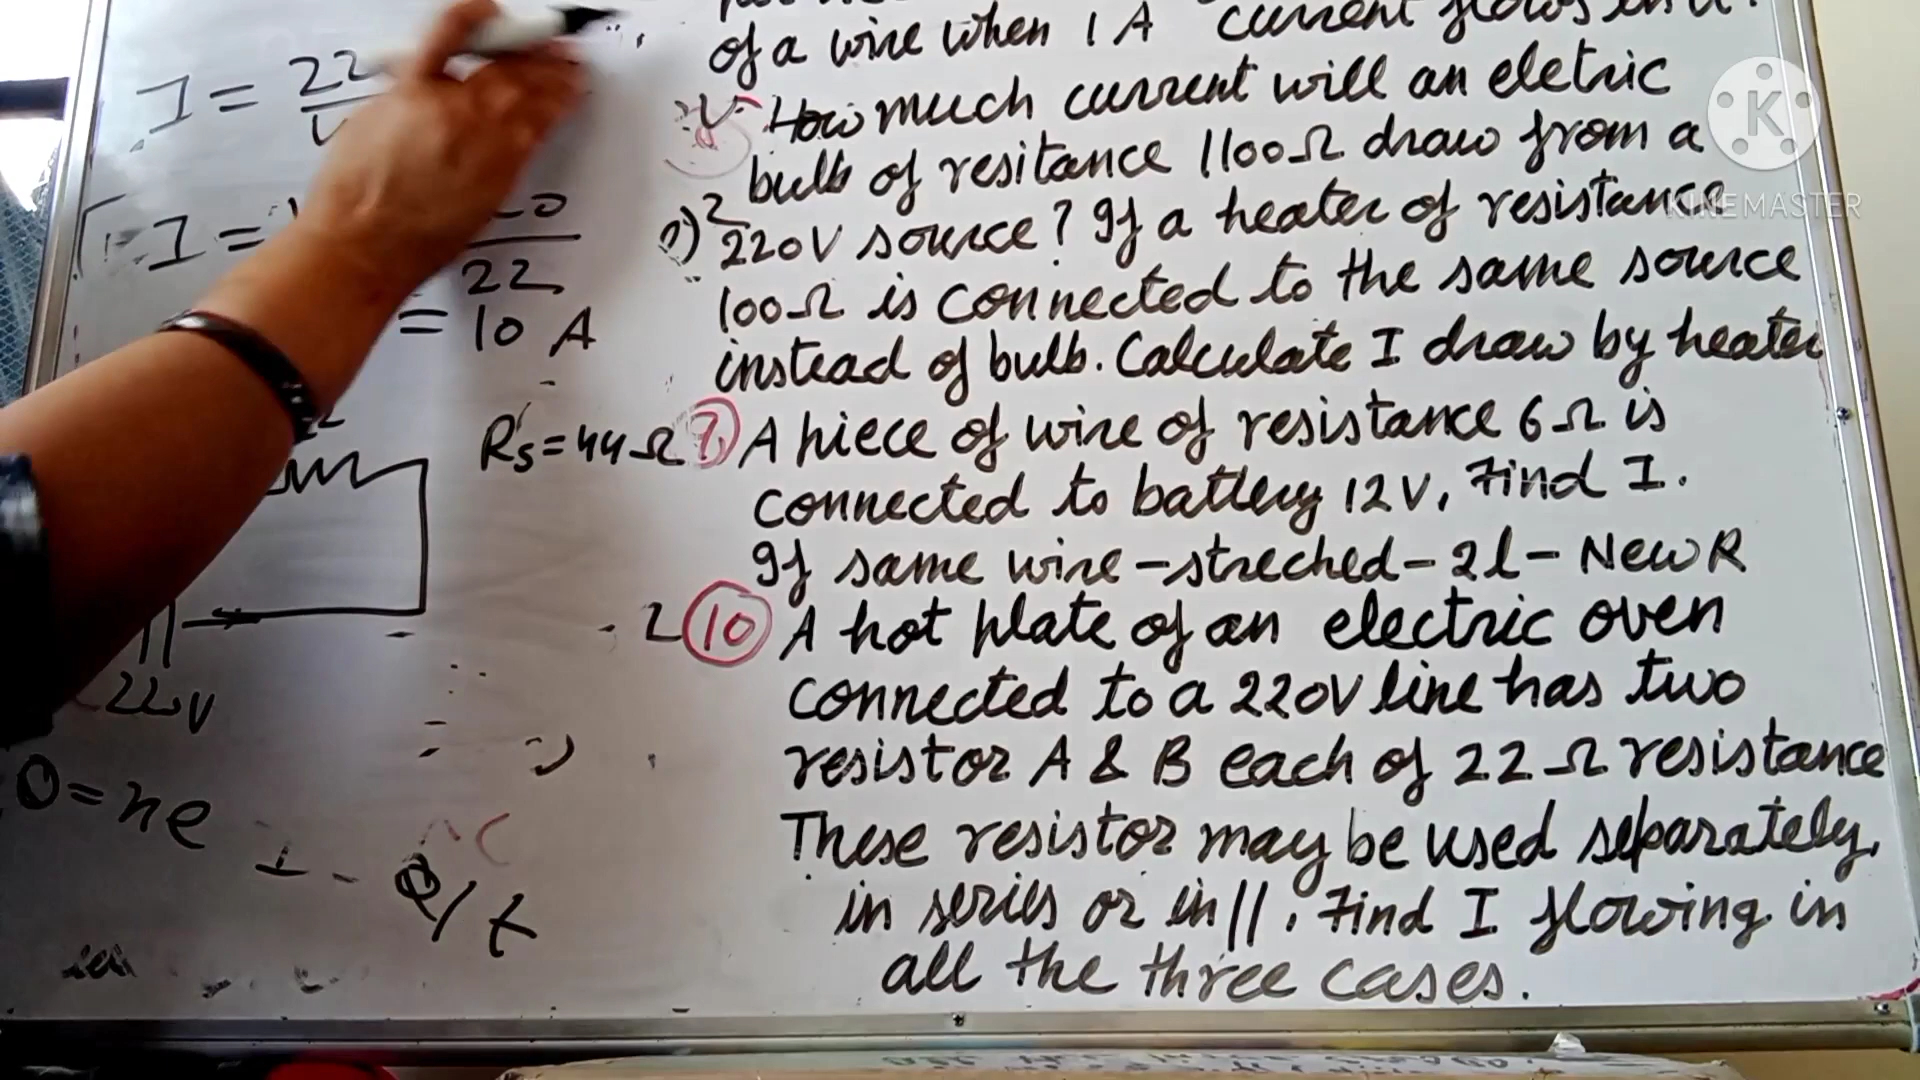 of a wire when 1 A current flows in it.
How much current will an eletric
bulb of resitance 1100Ω draw from a
220V source? If a heater of resistance
100Ω is connected to the same source
instead of bulb. Calculate I draw by heater
A piece of wire of resistance 6Ω is
connected to battery 12V, Find I.
If same wire - streched - 2l - New R
10 A hot plate of an electric oven
connected to a 220V line has two
resistor A & B each of 22Ω resistance
These resistor may be used separately,
in series or in ||. Find I flowing in
all the three cases.
I = 22
I =
22
= 10 A
Rs = 44Ω
220V
Q = ne
I - Q/t
K
KINEMASTER